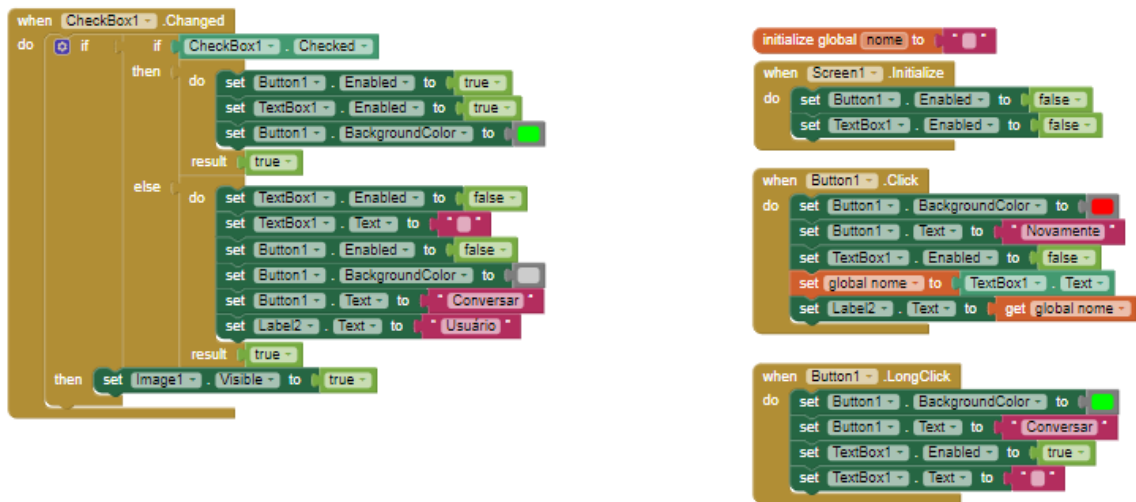 when CheckBox1 . Changed
do if if CheckBox1 . Checked
then do set Button1 . Enabled to true
set TextBox1 . Enabled to true
set Button1 . BackgroundColor to
result true
else do set TextBox1 . Enabled to false
set TextBox1 . Text to " "
set Button1 . Enabled to false
set Button1 . BackgroundColor to
set Button1 . Text to " Conversar "
set Label2 . Text to " Usuário "
result true
then set Image1 . Visible to true
initialize global nome to " "
when Screen1 . Initialize
do set Button1 . Enabled to false
set TextBox1 . Enabled to false
when Button1 . Click
do set Button1 . BackgroundColor to
set Button1 . Text to " Novamente "
set TextBox1 . Enabled to false
set global nome to TextBox1 . Text
set Label2 . Text to get global nome
when Button1 . LongClick
do set Button1 . BackgroundColor to
set Button1 . Text to " Conversar "
set TextBox1 . Enabled to true
set TextBox1 . Text to " "